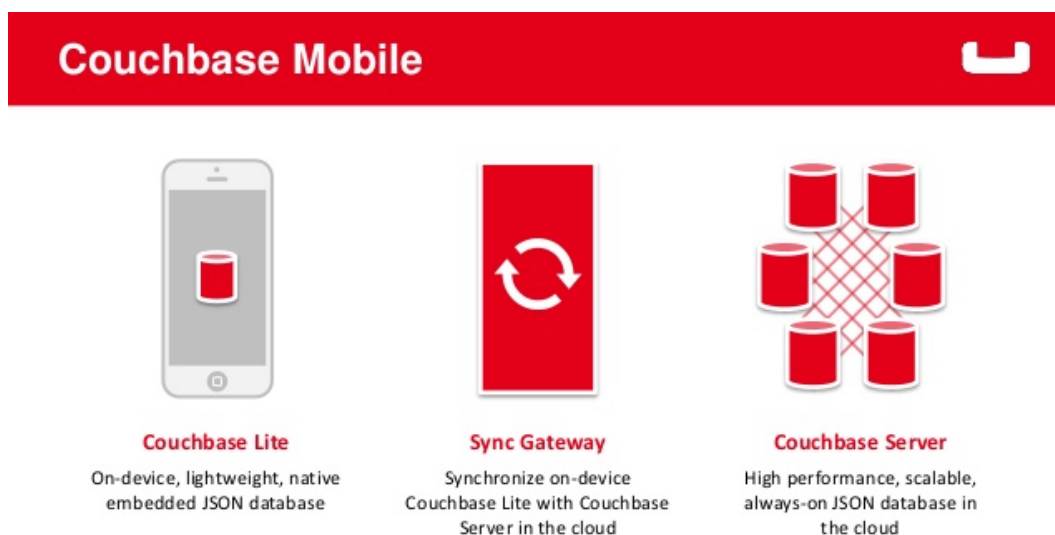 Couchbase Mobile
Couchbase Lite
On-device, lightweight, native
embedded JSON database
Sync Gateway
Synchronize on-device
Couchbase Lite with Couchbase
Server in the cloud
Couchbase Server
High performance, scalable,
always-on JSON database in
the cloud